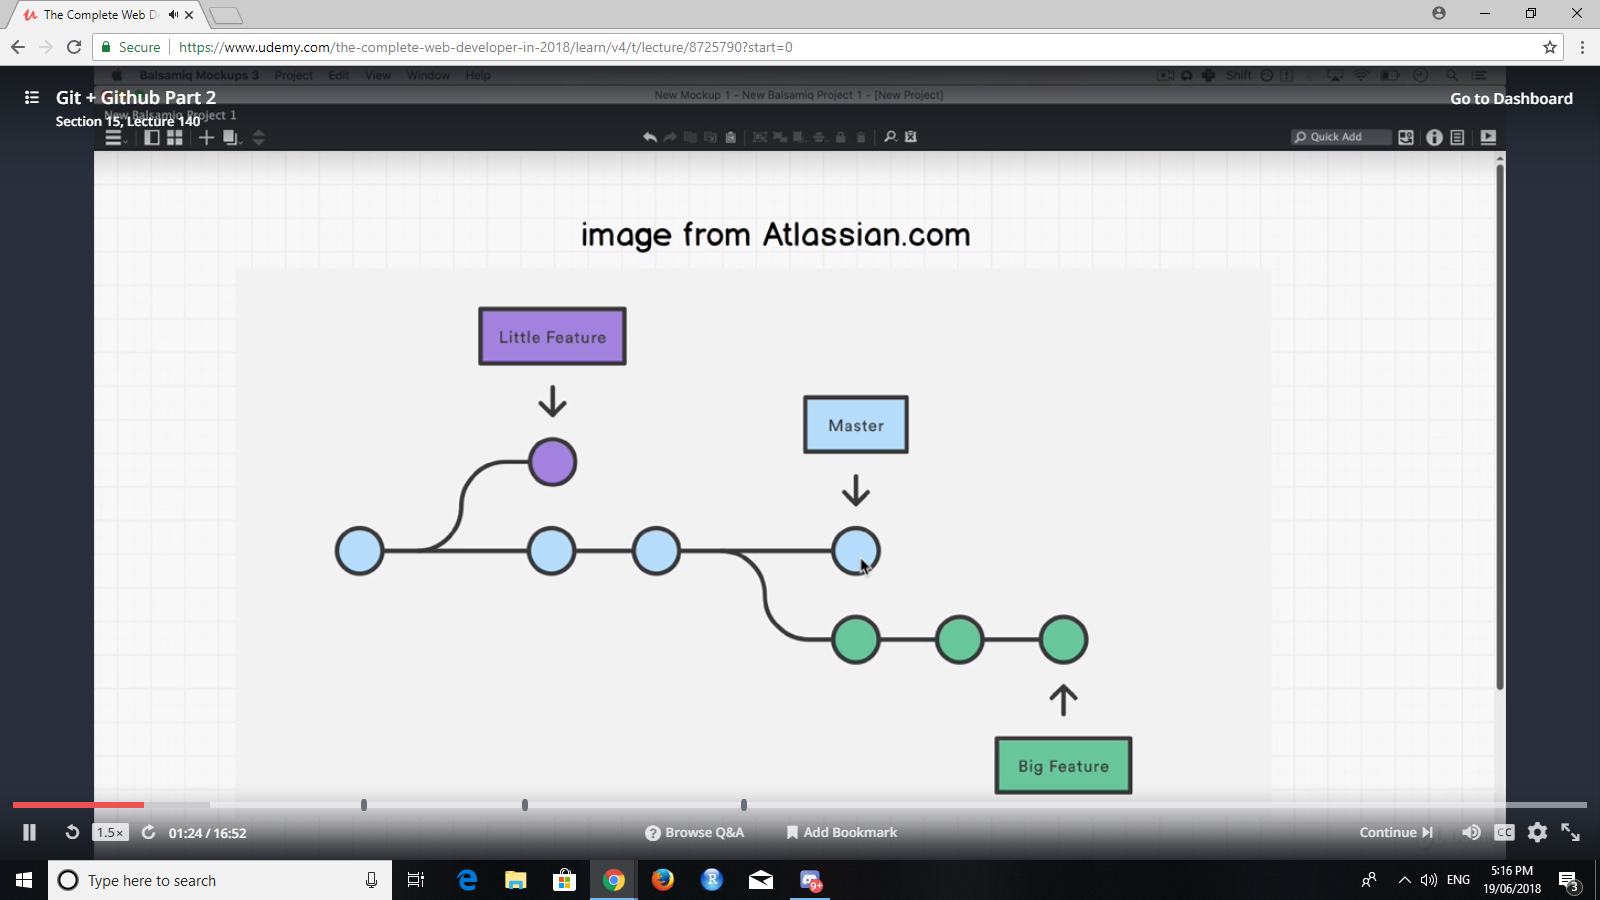 The Complete Web De
Secure
https://www.udemy.com/the-complete-web-developer-in-2018/learn/v4/t/lecture/8725790?start=0
Balsamiq Mockups 3 Project Edit View Window Help
Shift
Git + Github Part 2
New Mockup 1 - New Balsamiq Project 1 - [New Project]
Go to Dashboard
New Balsamiq Project 1
Section 15, Lecture 140
Quick Add
image from Atlassian.com
Little Feature
Master
Big Feature
1.5×
01:24 / 16:52
Browse Q&A
Add Bookmark
Continue
CC
Type here to search
9+
ENG
5:16 PM
19/06/2018
3